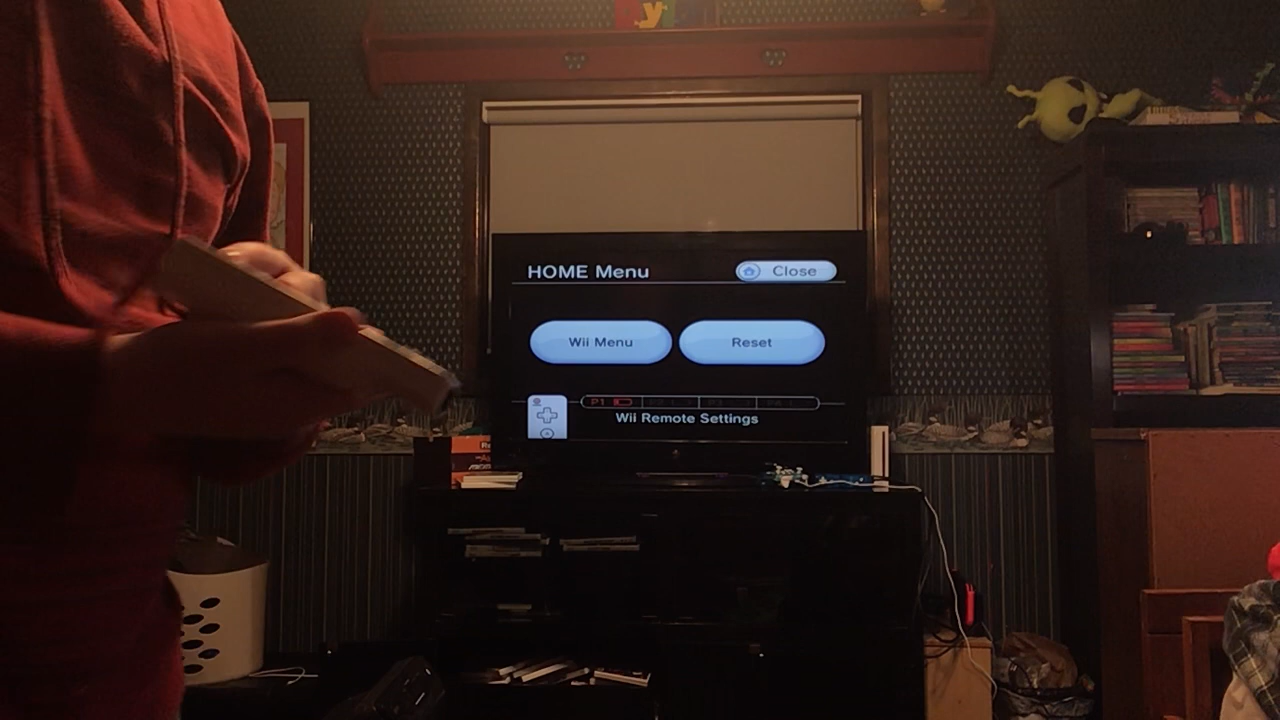 HOME Menu
Close
Wii Menu
Reset
P1
Wii Remote Settings